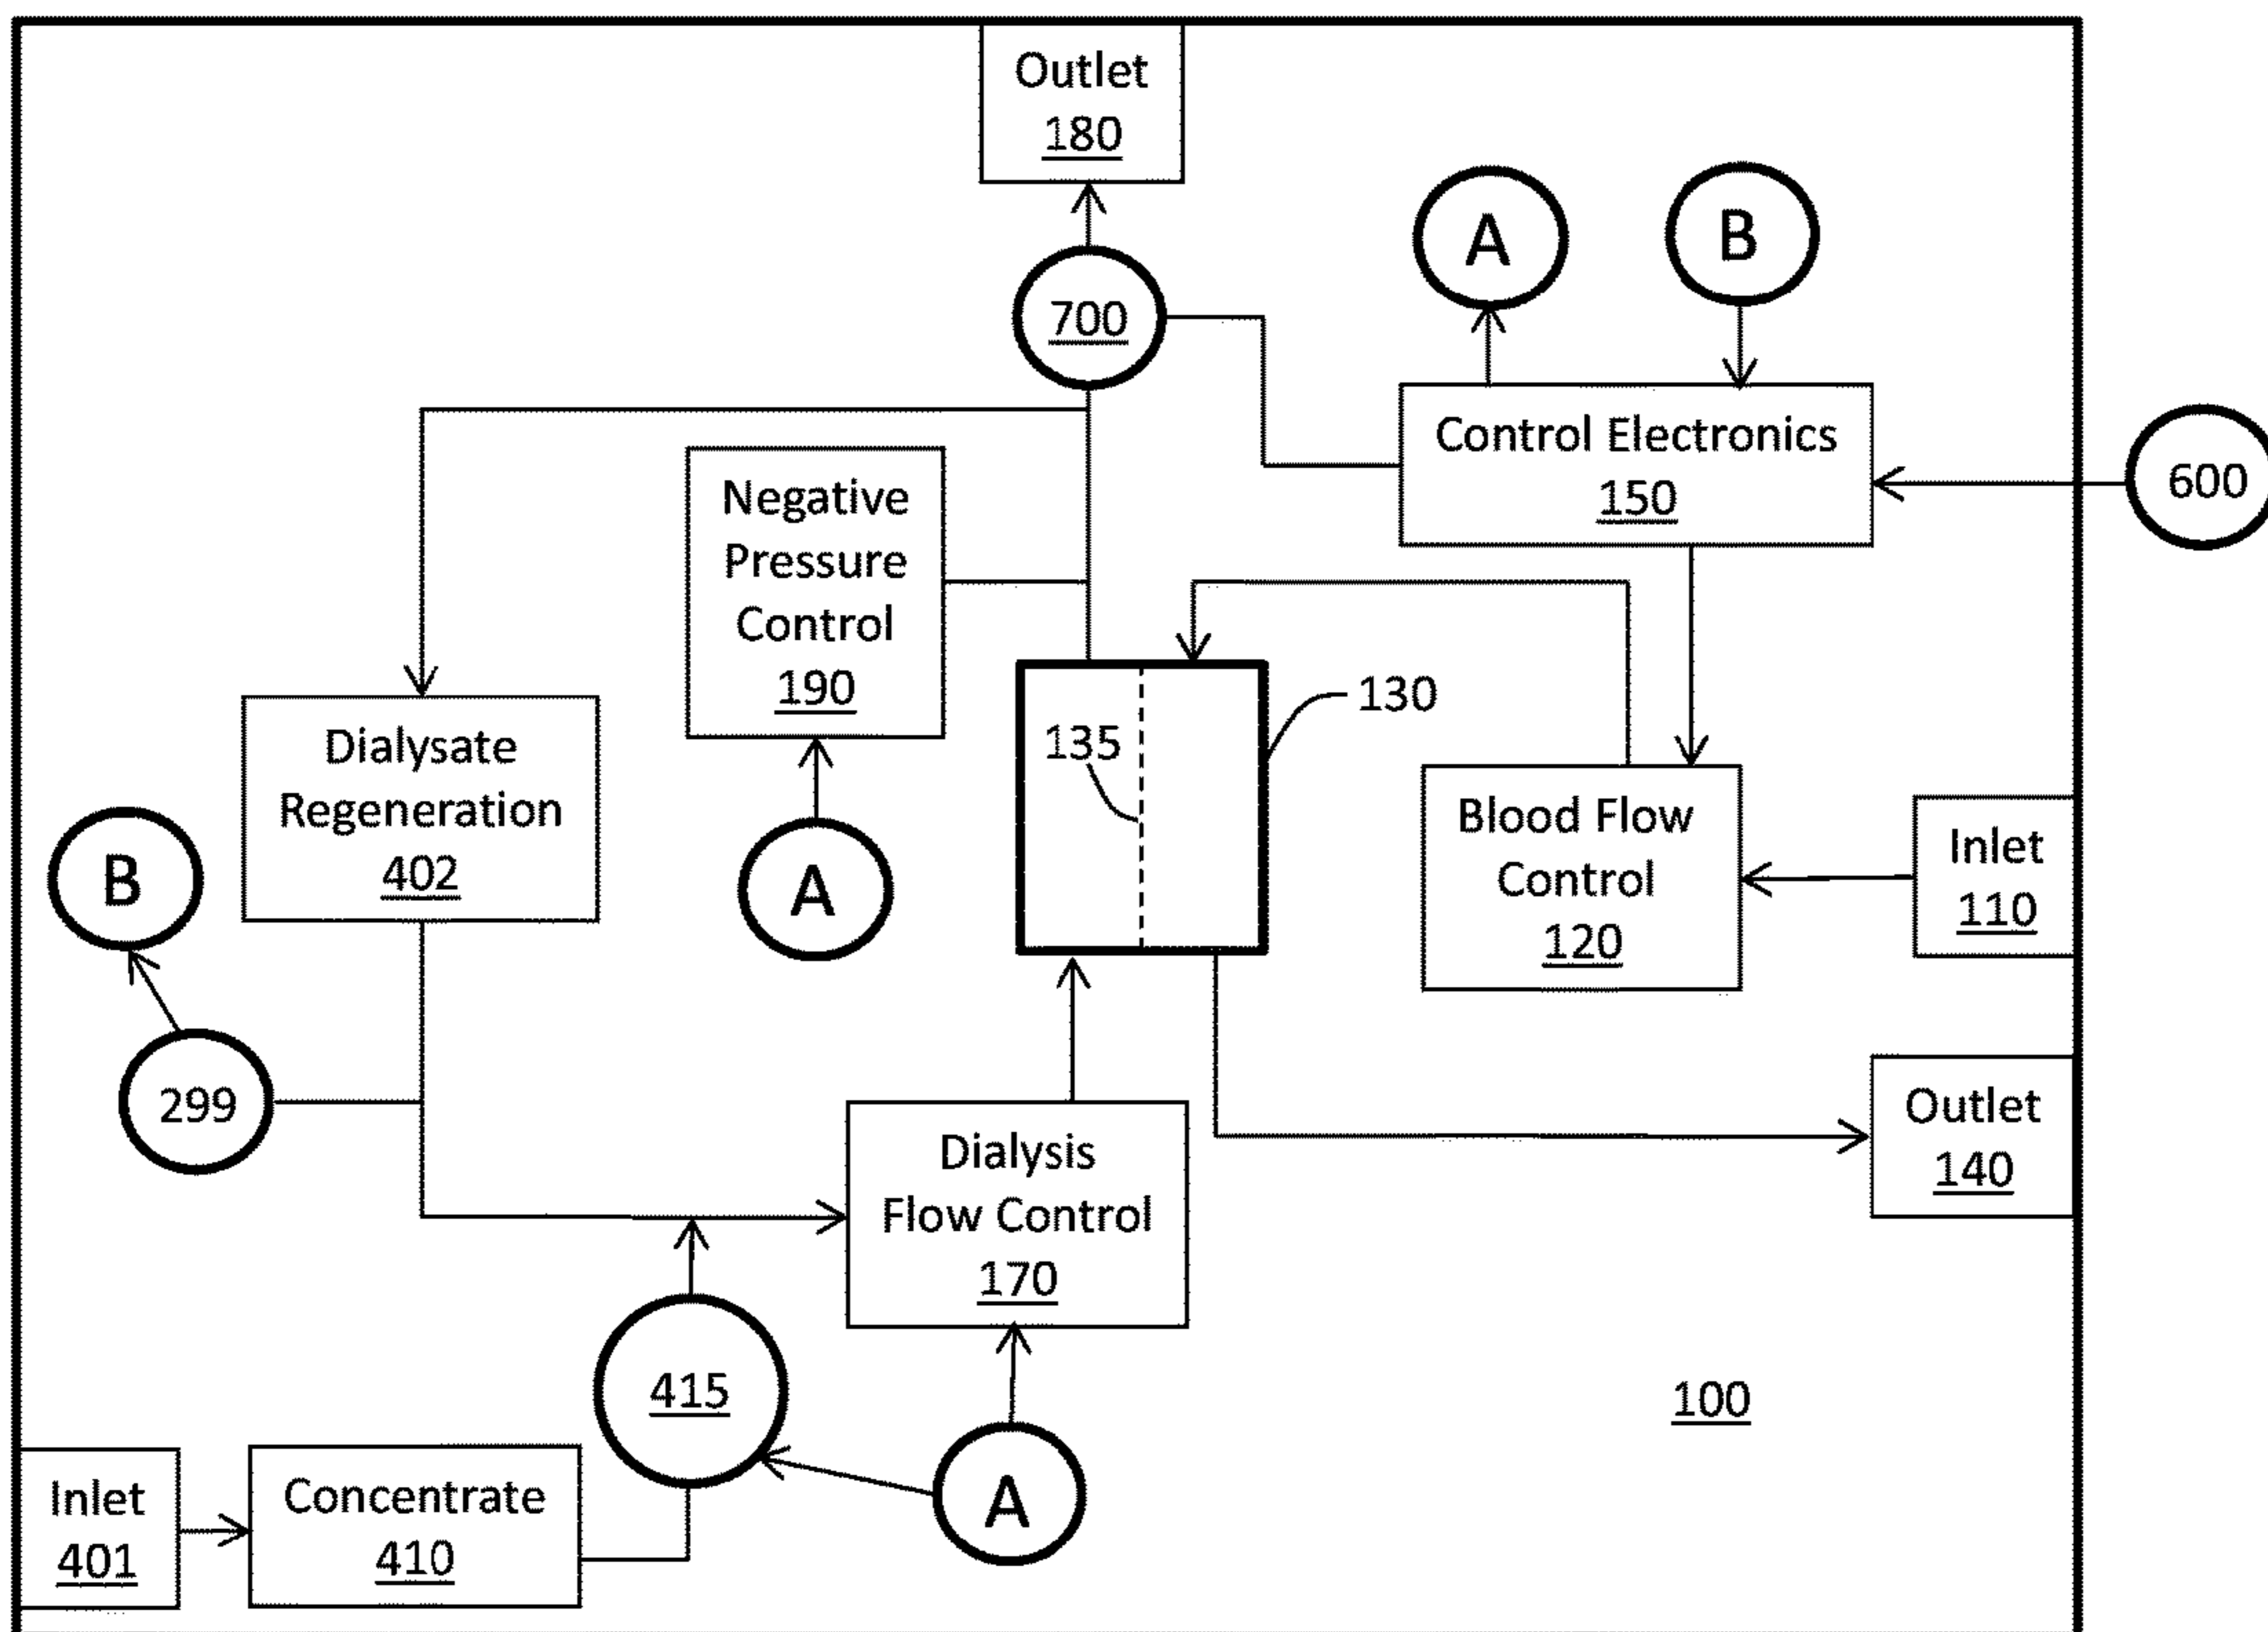 Outlet
180
A
B
700
Control Electronics
150
600
Negative
Pressure
Control
190
130
135
Dialysate
Regeneration
402
Blood Flow
Control
120
Inlet
110
B
A
299
Outlet
140
Dialysis
Flow Control
170
415
100
A
Inlet
401
Concentrate
410